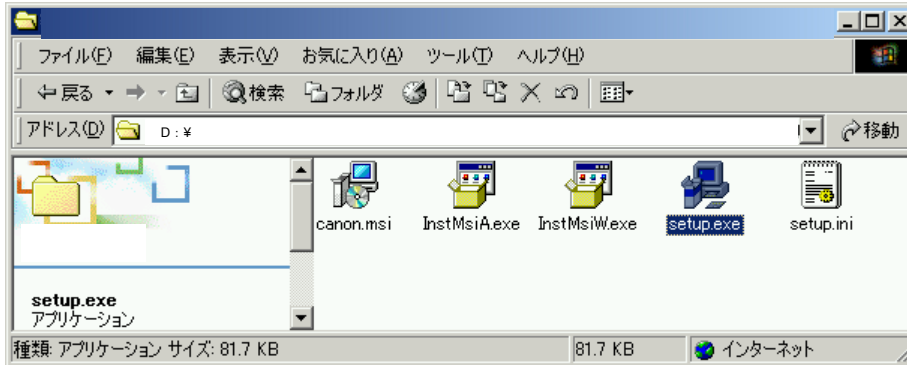 ファイル(F) 編集(E) 表示(V) お気に入り(A) ツール(T) ヘルプ(H)
戻る 検索 フォルダ
アドレス(D) D:¥ 移動
canon.msi InstMsiA.exe InstMsiW.exe setup.exe setup.ini
setup.exe
アプリケーション
種類: アプリケーション サイズ: 81.7 KB 81.7 KB インターネット